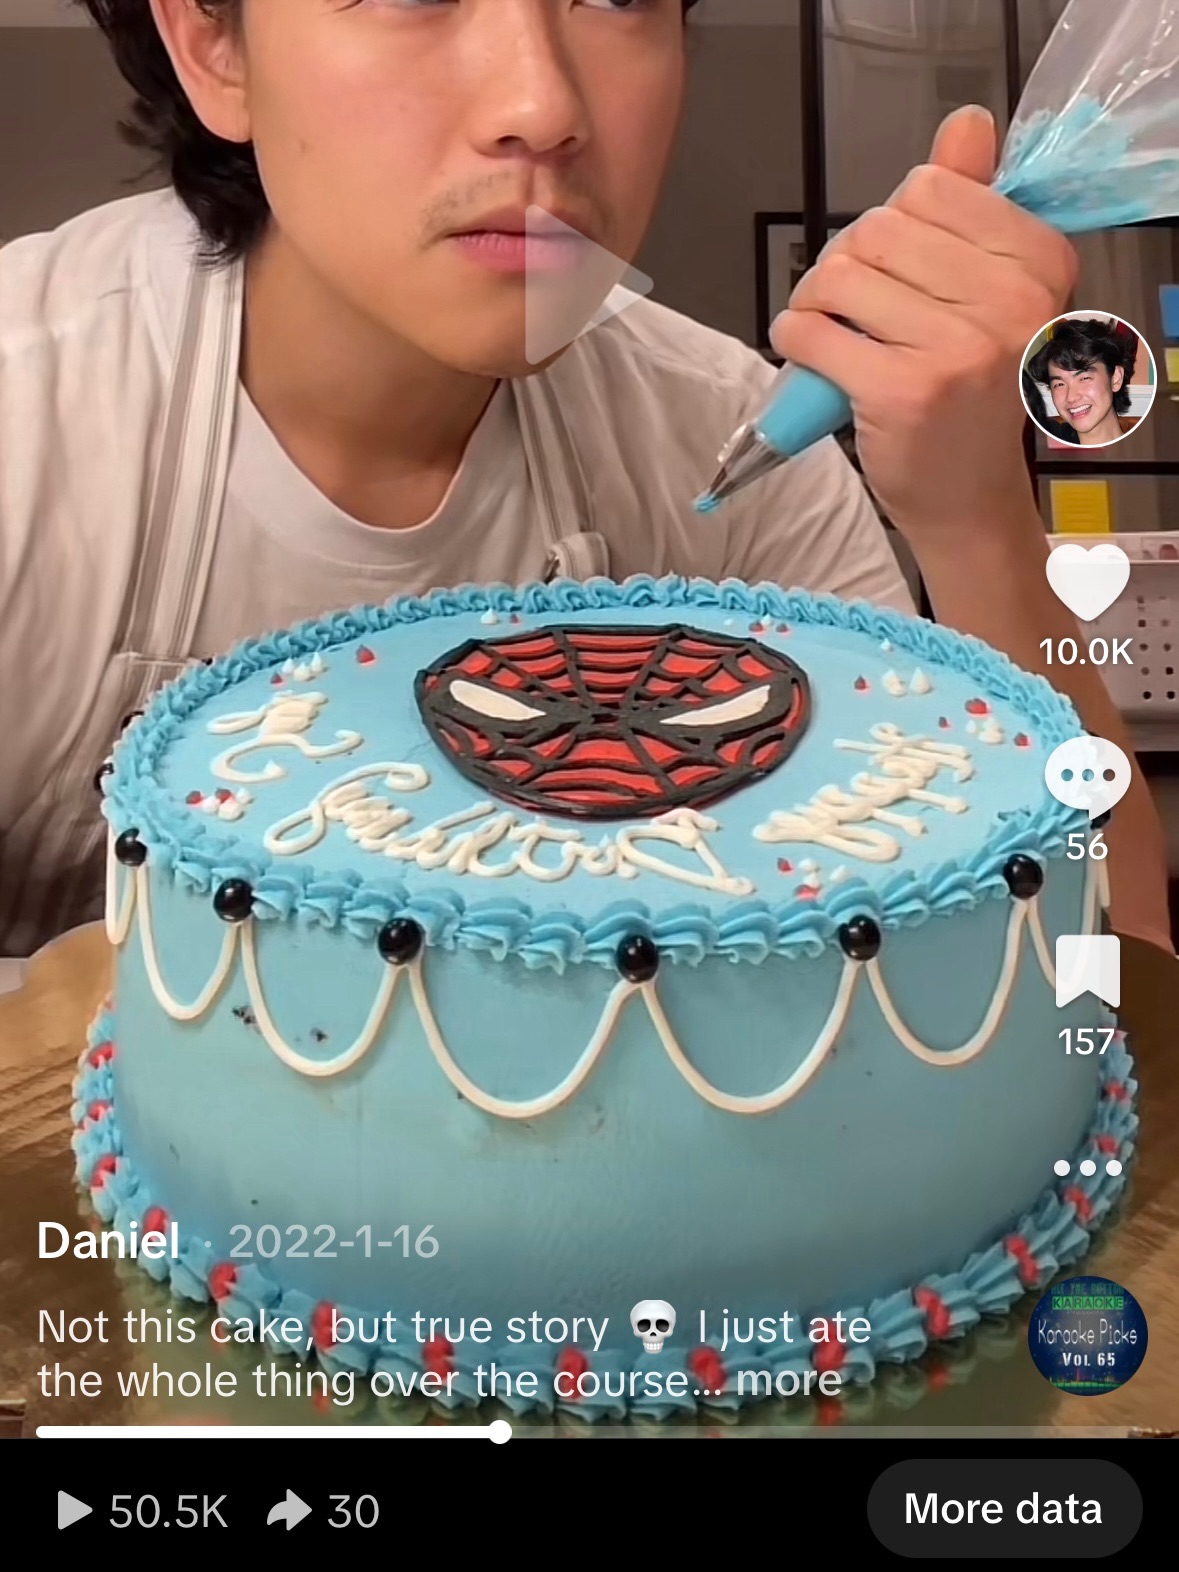 10.0K
56
157
Daniel · 2022-1-16
Not this cake, but true story 💀 I just ate
the whole thing over the course... more
KARAOKE
Karaoke Picks
Vol. 65
50.5K 30
More data